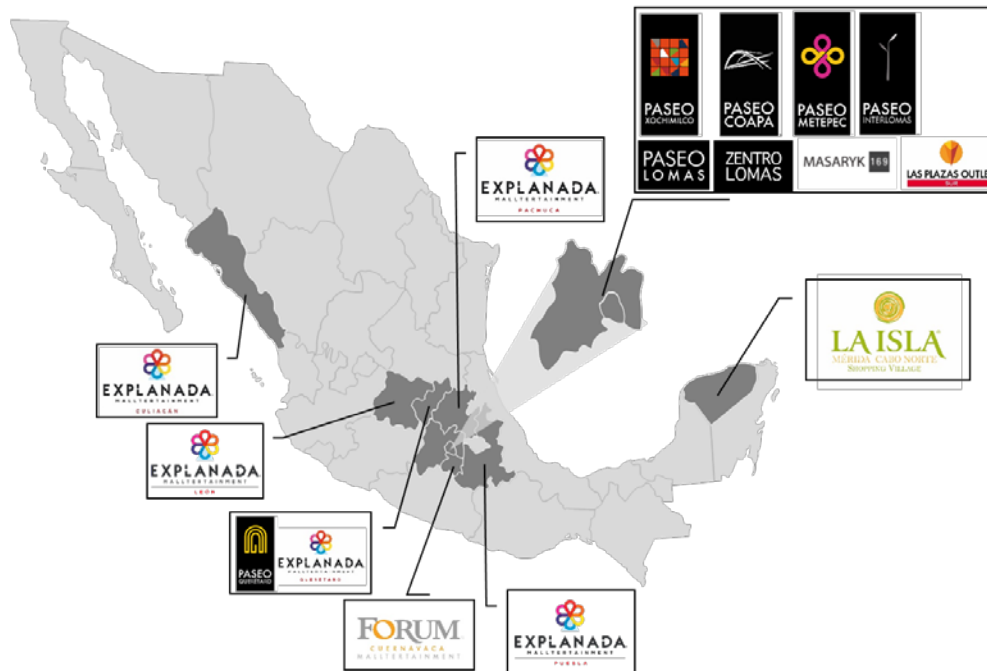 PASEO
XOCHIMILCO
PASEO
COAPA
PASEO
METEPEC
PASEO
INTERLOMAS
PASEO
LOMAS
ZENTRO
LOMAS
MASARYK 169
LAS PLAZAS OUTLE
EXPLANADA
MALLTERTAINMENT
PACHUCA
LA ISLA
MÉRIDA CABO NORTE
SHOPPING VILLAGE
EXPLANADA
MALLTERTAINMENT
CULIACÁN
EXPLANADA
MALLTERTAINMENT
LEÓN
PASEO
QUERÉTARO
EXPLANADA
MALLTERTAINMENT
QUERÉTARO
FORUM
CUERNAVACA
MALLTERTAINMENT
EXPLANADA
MALLTERTAINMENT
PUEBLA